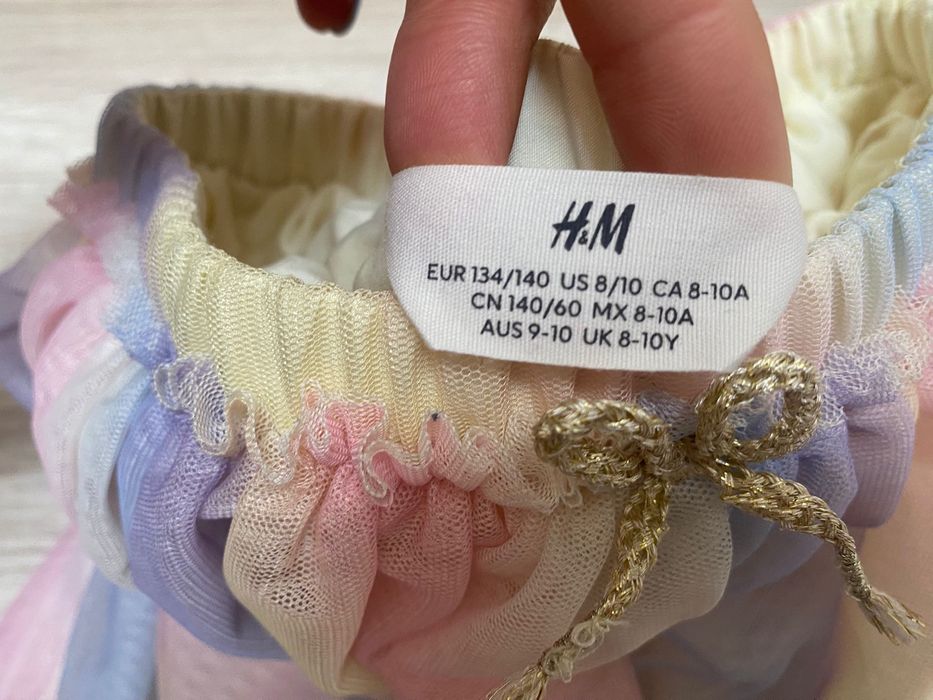 H&M
EUR 134/140 US 8/10 CA 8-10A
CN 140/60 MX 8-10A
AUS 9-10 UK 8-10Y